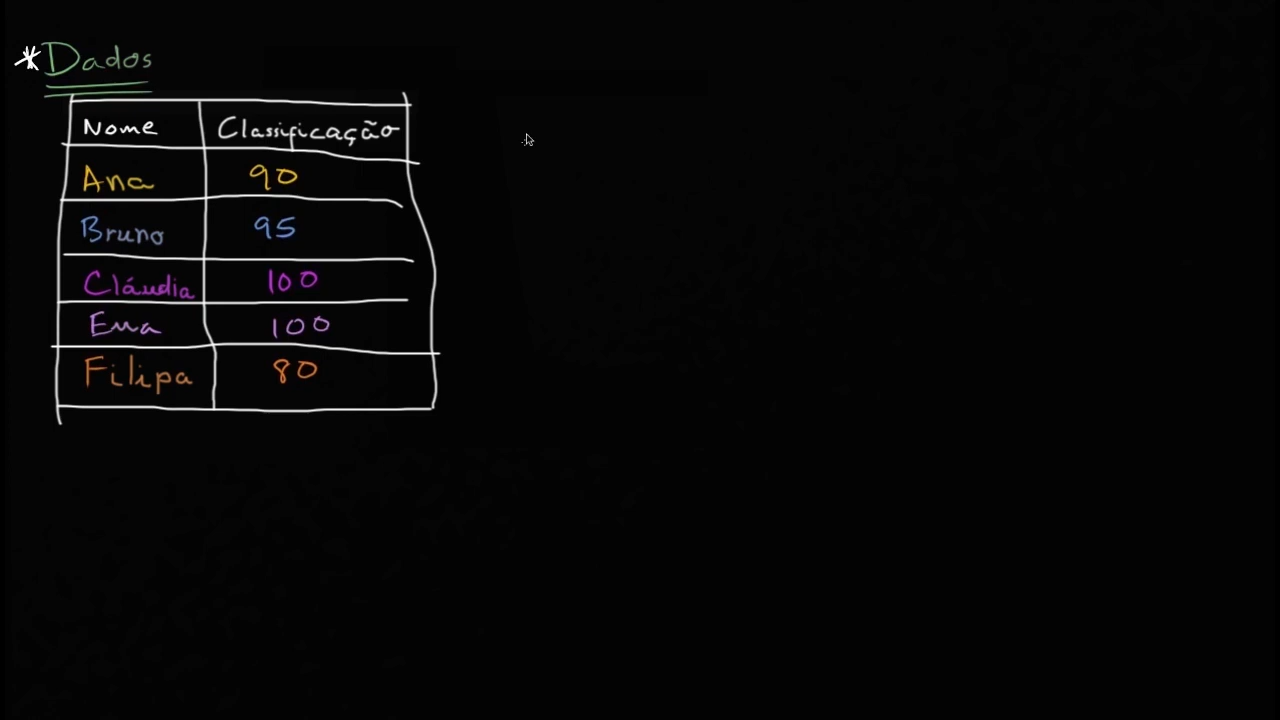 * Dados
Nome Classificação
Ana 90
Bruno 95
Cláudia 100
Ema 100
Filipa 80